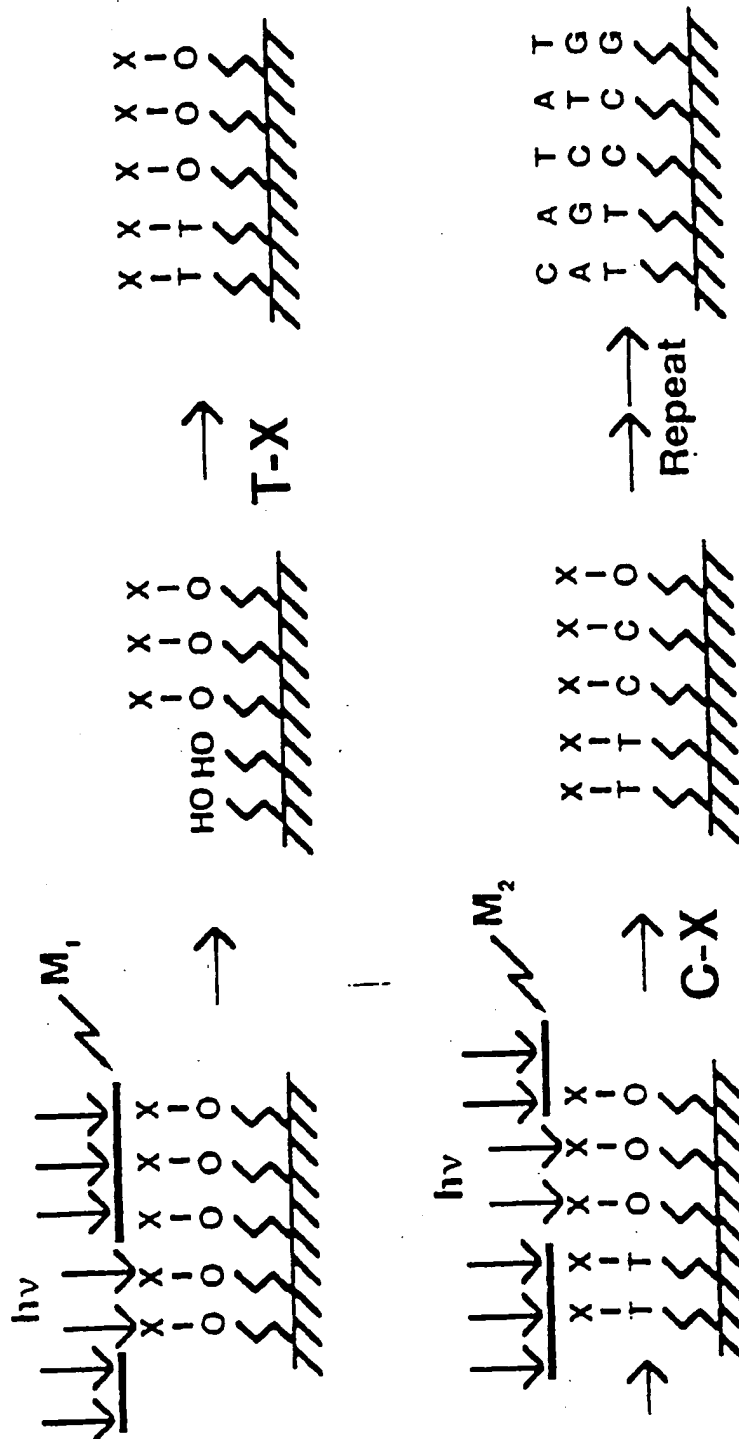 hν
M₁
X X X X X
O O O O O
X X X
HO HO O O O
T-X
X X X X X
T T O O O
hν
M₂
X X X X X
T T O O O
C-X
X X X X X
T T C C O
Repeat
C A T A T
A G C T G
T T C C G